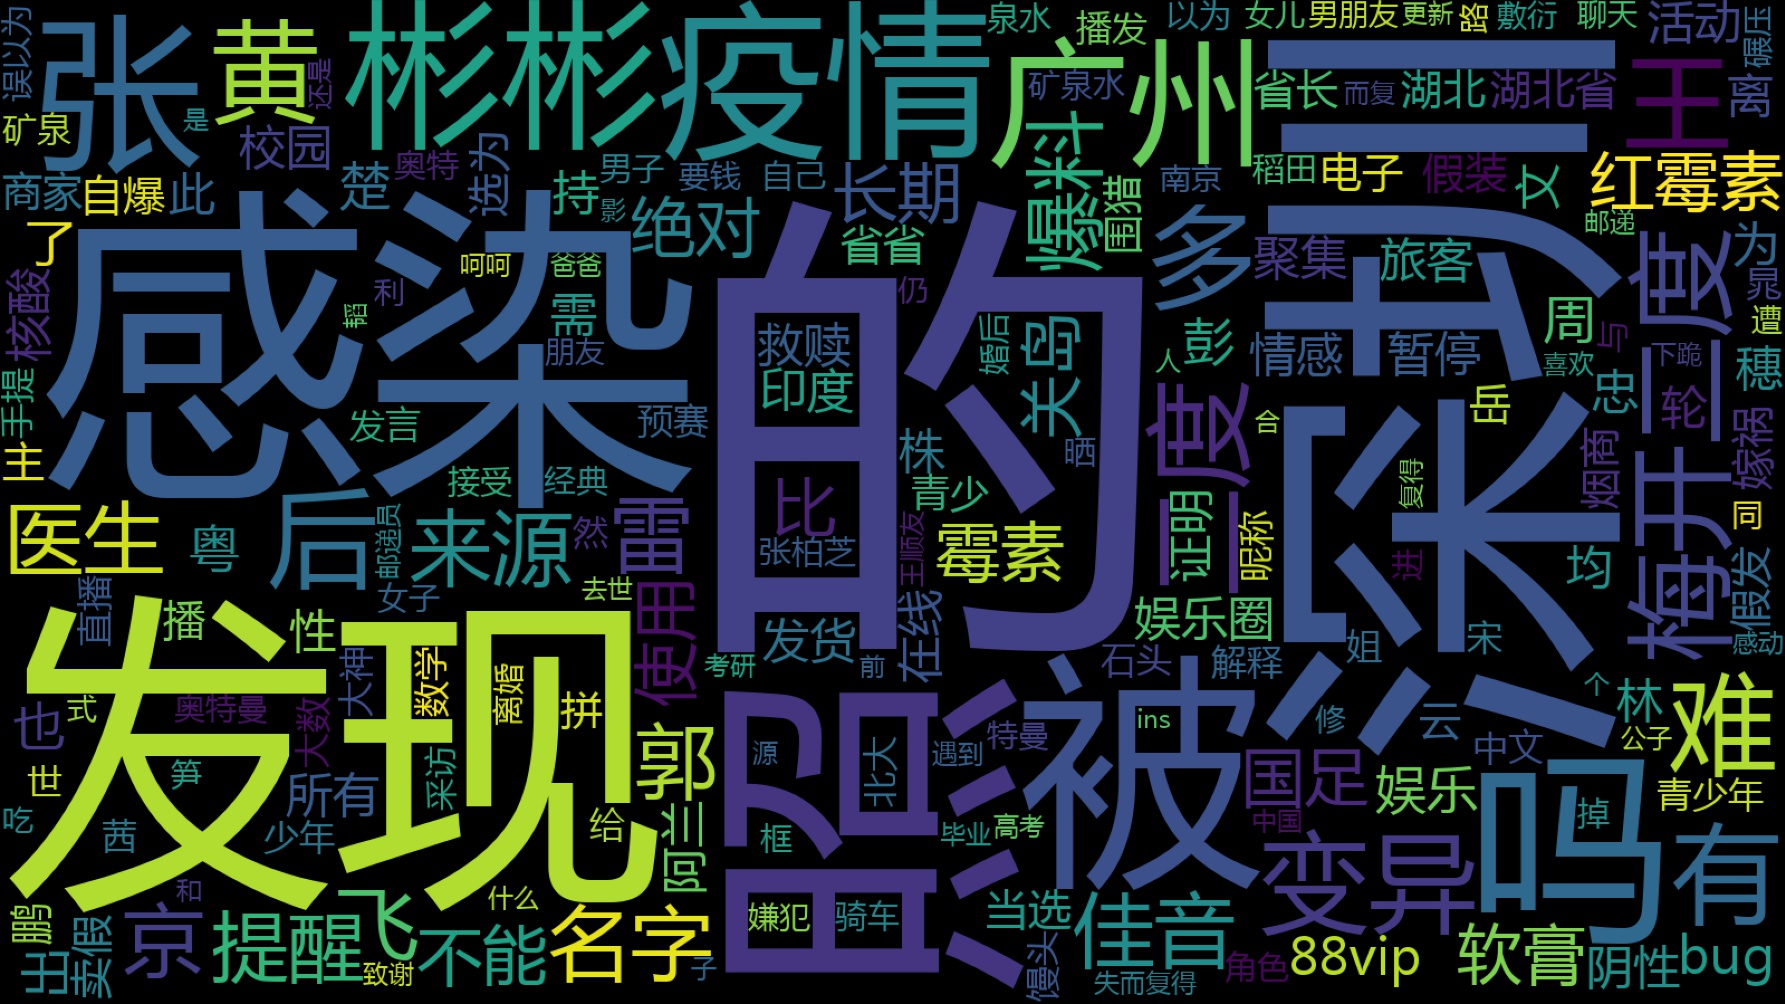 误以为
张
黄
彬彬
疫情
泉水
播发
以为
女儿
男朋友
更新
路
敷衍
聊天
活动
碾压
广州
三
矿泉水
省长
而复
湖北
湖北省
王
离
还是
是
矿泉
校园
奥特
选为
男子
要钱
自己
长期
爆料
围猎
南京
稻田
电子
假装
文
红霉素
商家
自爆
此
楚
持
影
绝对
省省
多
聚集
旅客
邮递
二度
为
晁
了
感染
呵呵
爸爸
的
仍
孕
利
需
韬
核酸
救赎
婚后
关岛
彭
人
情感
暂停
周
与
遭
喜欢
下跪
穗
朋友
印度
手提
发言
预赛
株
晒
二度
合
岳
忠
三
轮
主
接受
经典
青少
比
复得
烟商
梅开
嫁祸
医生
粤
后
邮递员
来源
然
雷
张柏芝
王顺友
霉素
证明
昵称
进
深
均
同
假发
感动
去世
女子
直播
播
性
使用
发货
在线
娱乐圈
石头
解释
姐
宋
发现
考研
前
大神
数学
离婚
拼
照
被
ins
修
云
中文
个
林
公子
难
也
式
奥特曼
大数
郭
源
北大
遇到
特曼
国足
娱乐
吗
青少年
世
笋
采访
所有
吃
茜
少年
给
阿兰
框
毕业
高考
中国
变异
掉
有
鹏
出
卖假
京
和
提醒
飞
致谢
什么
不能
名字
子
嫌犯
骑车
当选
馒头
佳音
失而复得
角色
88vip
软膏
阴性
bug